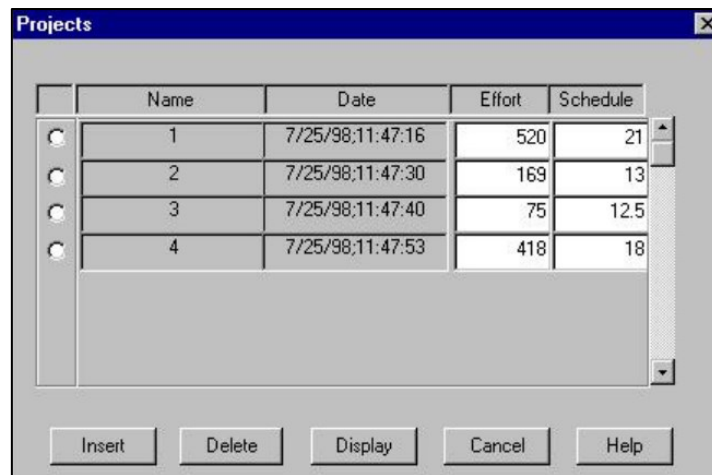 Projects
Name Date Effort Schedule
1 7/25/98;11:47:16 520 21
2 7/25/98;11:47:30 169 13
3 7/25/98;11:47:40 75 12.5
4 7/25/98;11:47:53 418 18
Insert Delete Display Cancel Help